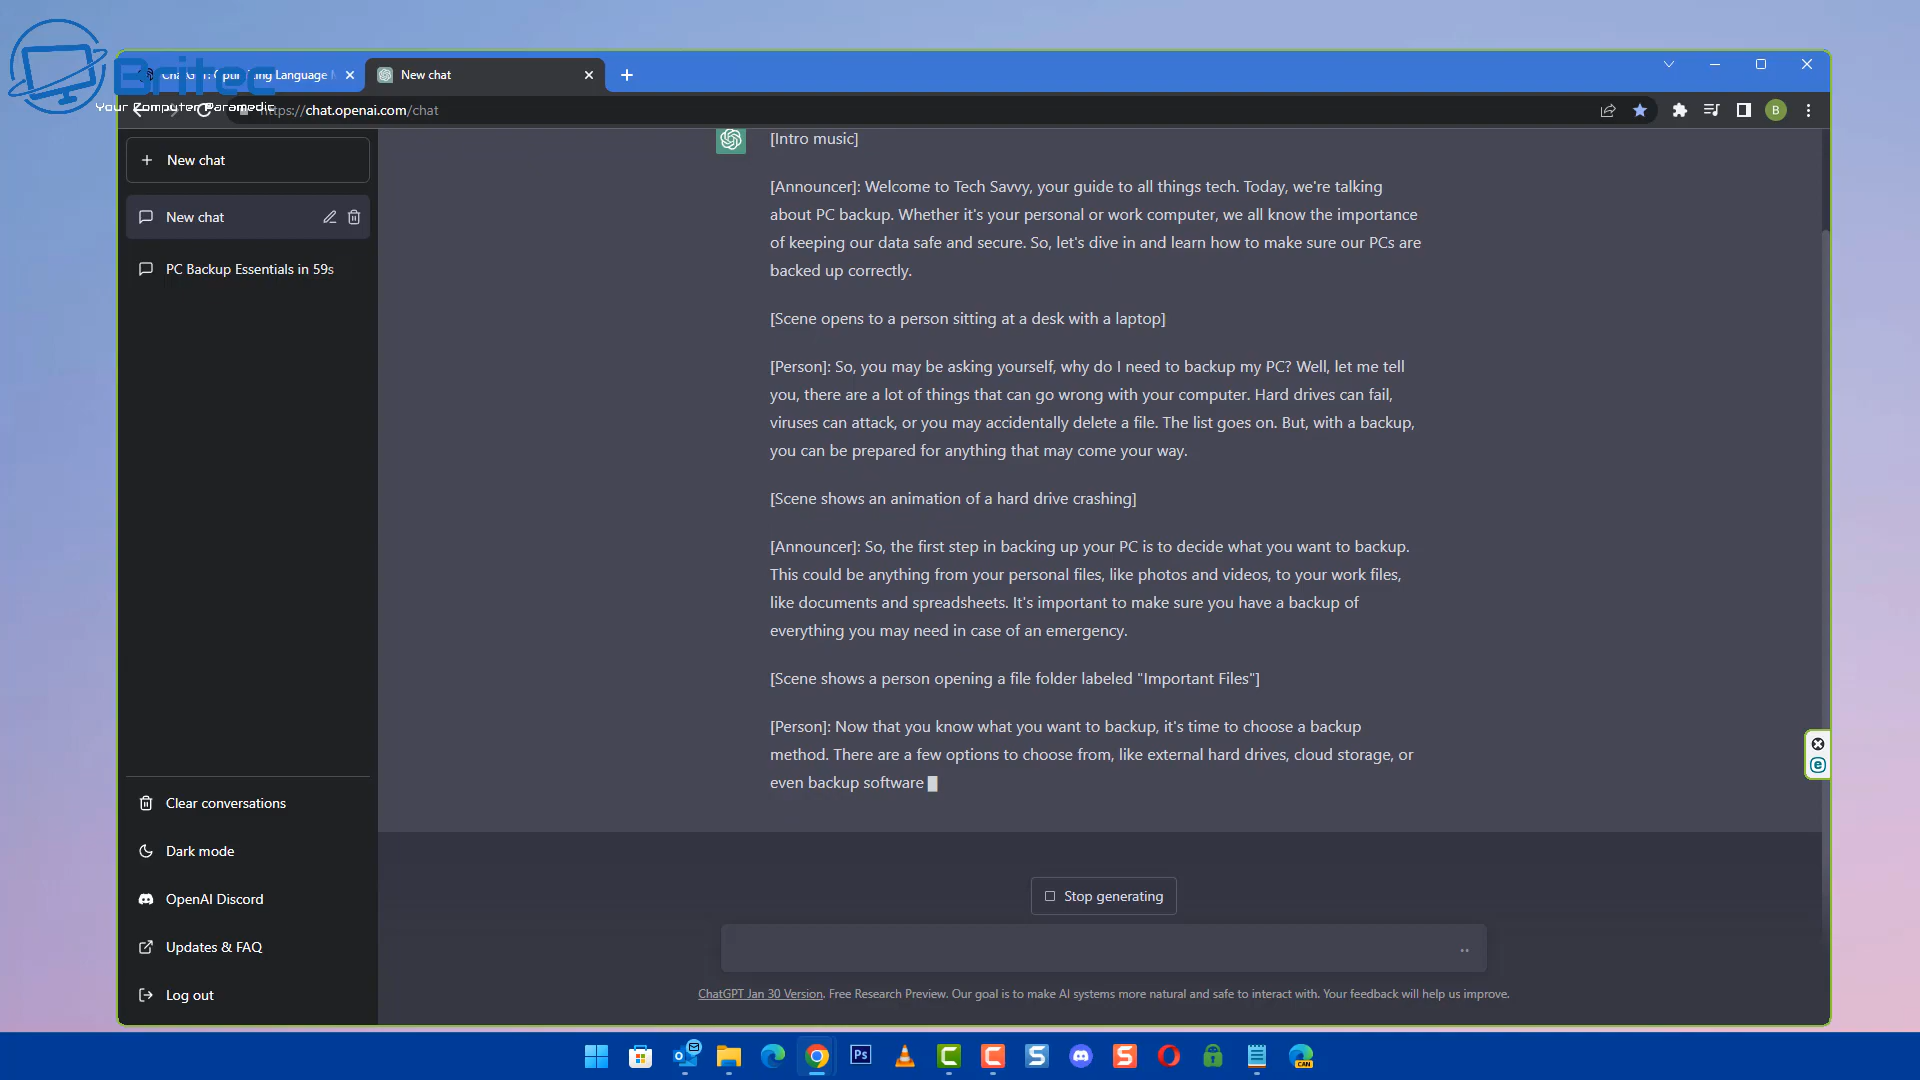 Britec
Your Computer Paramedic
New chat
https://chat.openai.com/chat
B
New chat
New chat
PC Backup Essentials in 59s
[Intro music]
[Announcer]: Welcome to Tech Savvy, your guide to all things tech. Today, we're talking
about PC backup. Whether it's your personal or work computer, we all know the importance
of keeping our data safe and secure. So, let's dive in and learn how to make sure our PCs are
backed up correctly.
[Scene opens to a person sitting at a desk with a laptop]
[Person]: So, you may be asking yourself, why do I need to backup my PC? Well, let me tell
you, there are a lot of things that can go wrong with your computer. Hard drives can fail,
viruses can attack, or you may accidentally delete a file. The list goes on. But, with a backup,
you can be prepared for anything that may come your way.
[Scene shows an animation of a hard drive crashing]
[Announcer]: So, the first step in backing up your PC is to decide what you want to backup.
This could be anything from your personal files, like photos and videos, to your work files,
like documents and spreadsheets. It's important to make sure you have a backup of
everything you may need in case of an emergency.
[Scene shows a person opening a file folder labeled "Important Files"]
[Person]: Now that you know what you want to backup, it's time to choose a backup
method. There are a few options to choose from, like external hard drives, cloud storage, or
even backup software
Clear conversations
Dark mode
OpenAI Discord
Updates & FAQ
Log out
Stop generating
ChatGPT Jan 30 Version. Free Research Preview. Our goal is to make AI systems more natural and safe to interact with. Your feedback will help us improve.
Ps
CAN